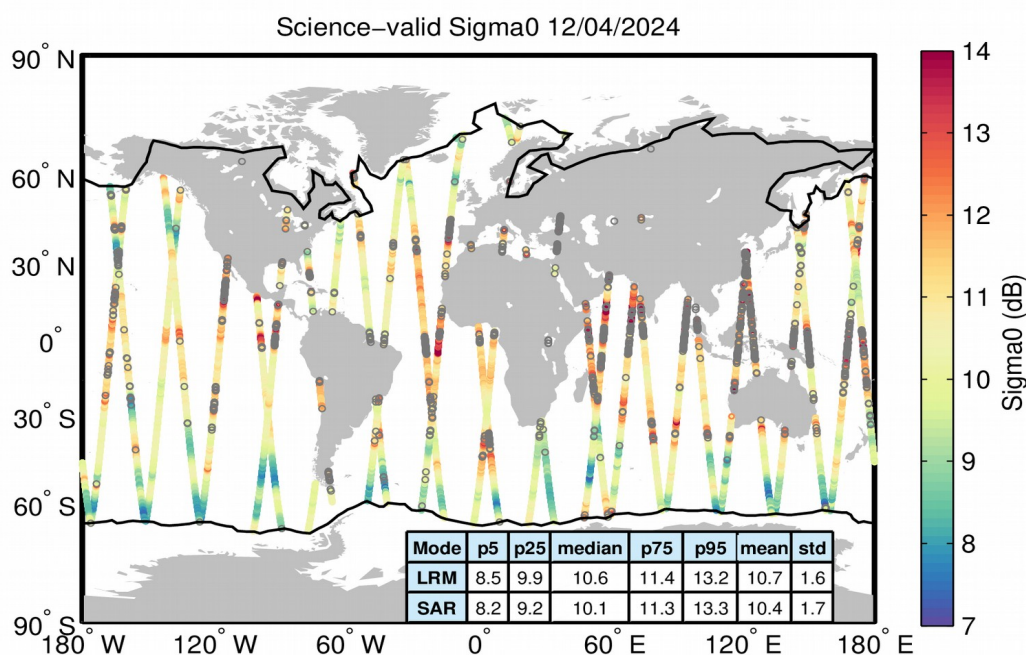 Science−valid Sigma0 12/04/2024
90° N
60° N
30° N
0°
30° S
60° S
90° S
180° W
120° W
60° W
0°
60° E
120° E
180° E
14
13
12
11
10
9
8
7
Sigma0 (dB)
Mode p5 p25 median p75 p95 mean std
LRM 8.5 9.9 10.6 11.4 13.2 10.7 1.6
SAR 8.2 9.2 10.1 11.3 13.3 10.4 1.7